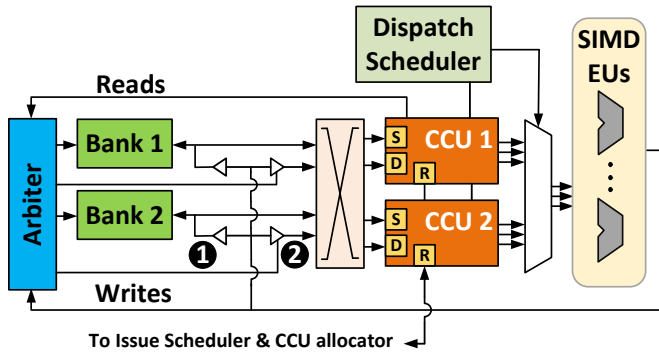 Dispatch
Scheduler
SIMD
EUs
Reads
Arbiter
Bank 1
Bank 2
1
2
S
D
R
CCU 1
S
D
R
CCU 2
Writes
To Issue Scheduler & CCU allocator